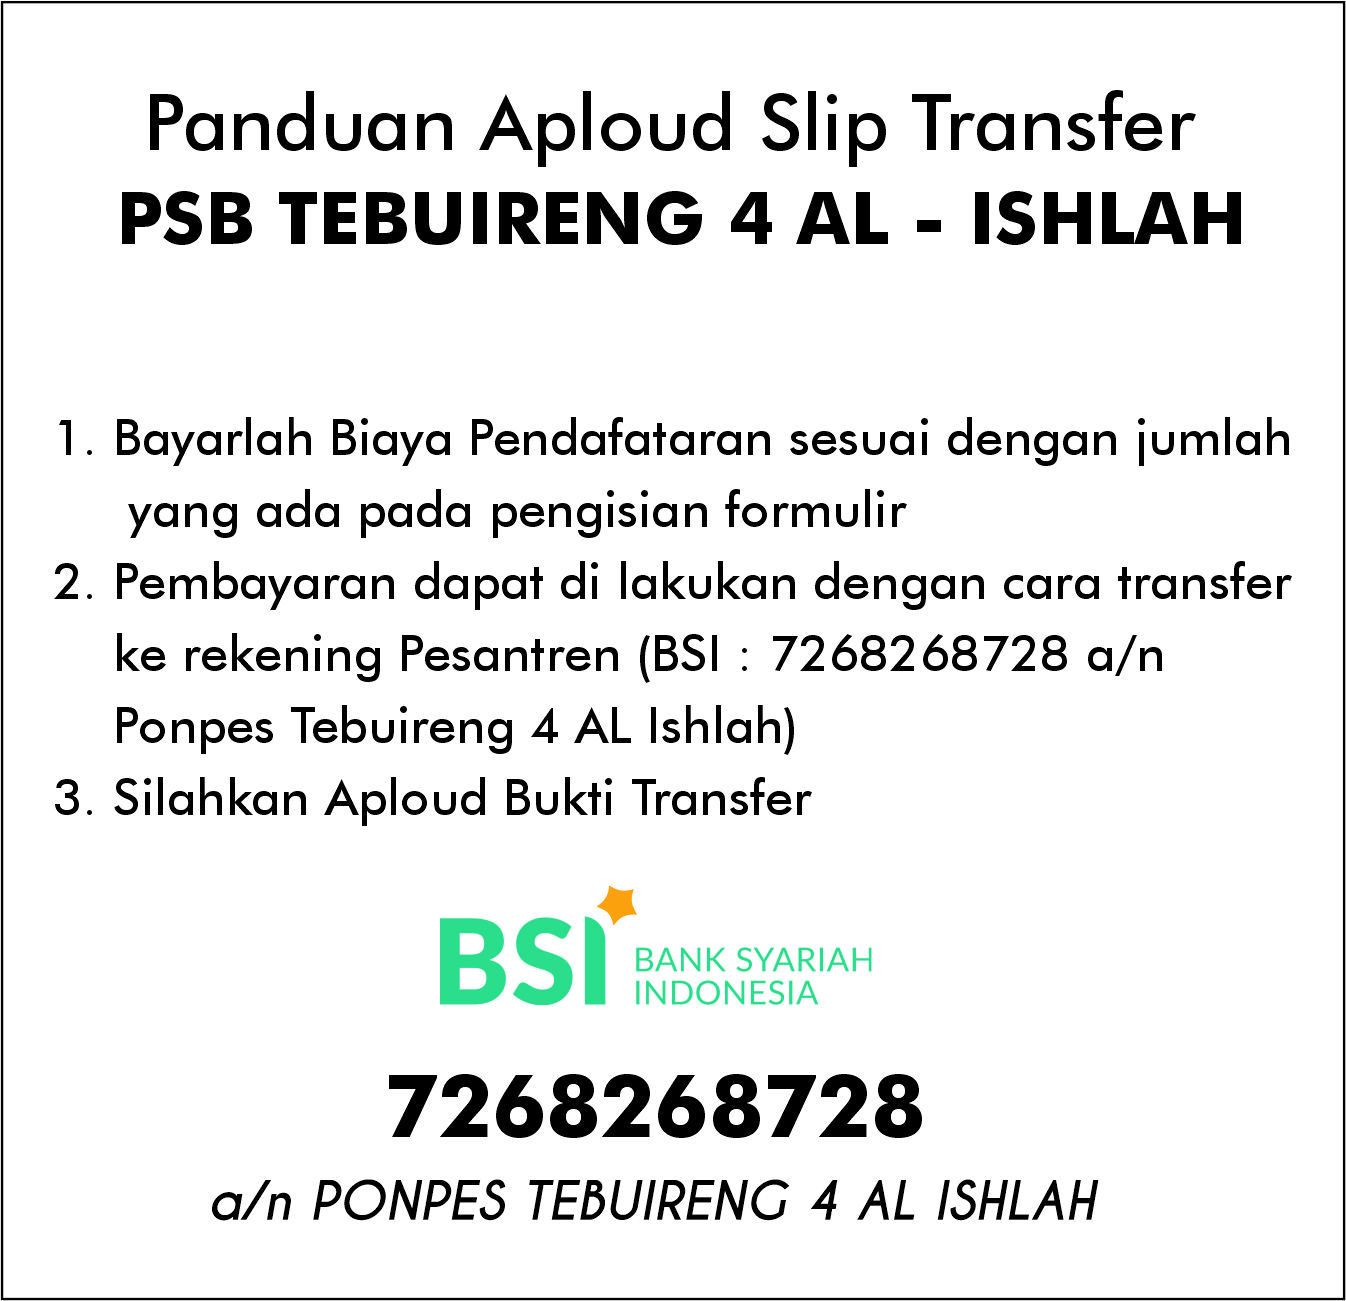 Panduan Aploud Slip Transfer
PSB TEBUIRENG 4 AL - ISHLAH
1. Bayarlah Biaya Pendafataran sesuai dengan jumlah
yang ada pada pengisian formulir
2. Pembayaran dapat di lakukan dengan cara transfer
ke rekening Pesantren (BSI : 7268268728 a/n
Ponpes Tebuireng 4 AL Ishlah)
3. Silahkan Aploud Bukti Transfer
BSI BANK SYARIAH
INDONESIA
7268268728
a/n PONPES TEBUIRENG 4 AL ISHLAH